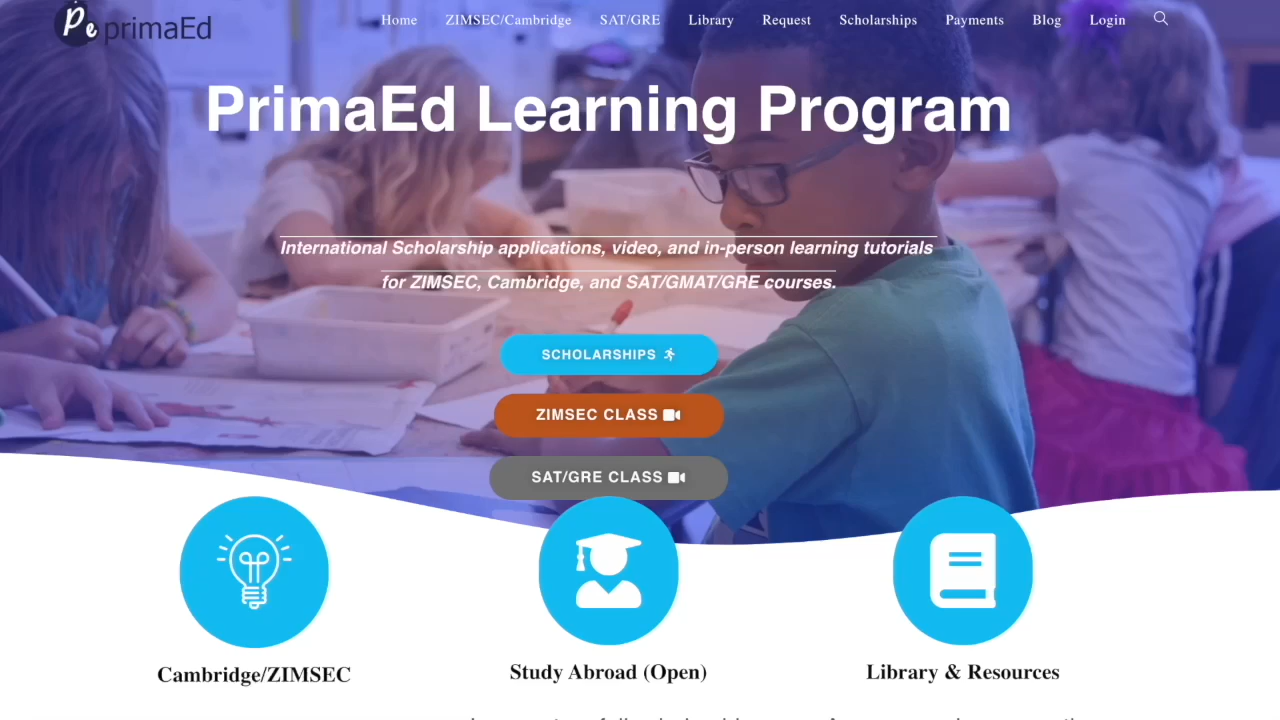 Pe primaEd
Home ZIMSEC/Cambridge SAT/GRE Library Request Scholarships Payments Blog Login
PrimaEd Learning Program
International Scholarship applications, video, and in-person learning tutorials
for ZIMSEC, Cambridge, and SAT/GMAT/GRE courses.
SCHOLARSHIPS
ZIMSEC CLASS
SAT/GRE CLASS
Cambridge/ZIMSEC
Study Abroad (Open)
Library & Resources